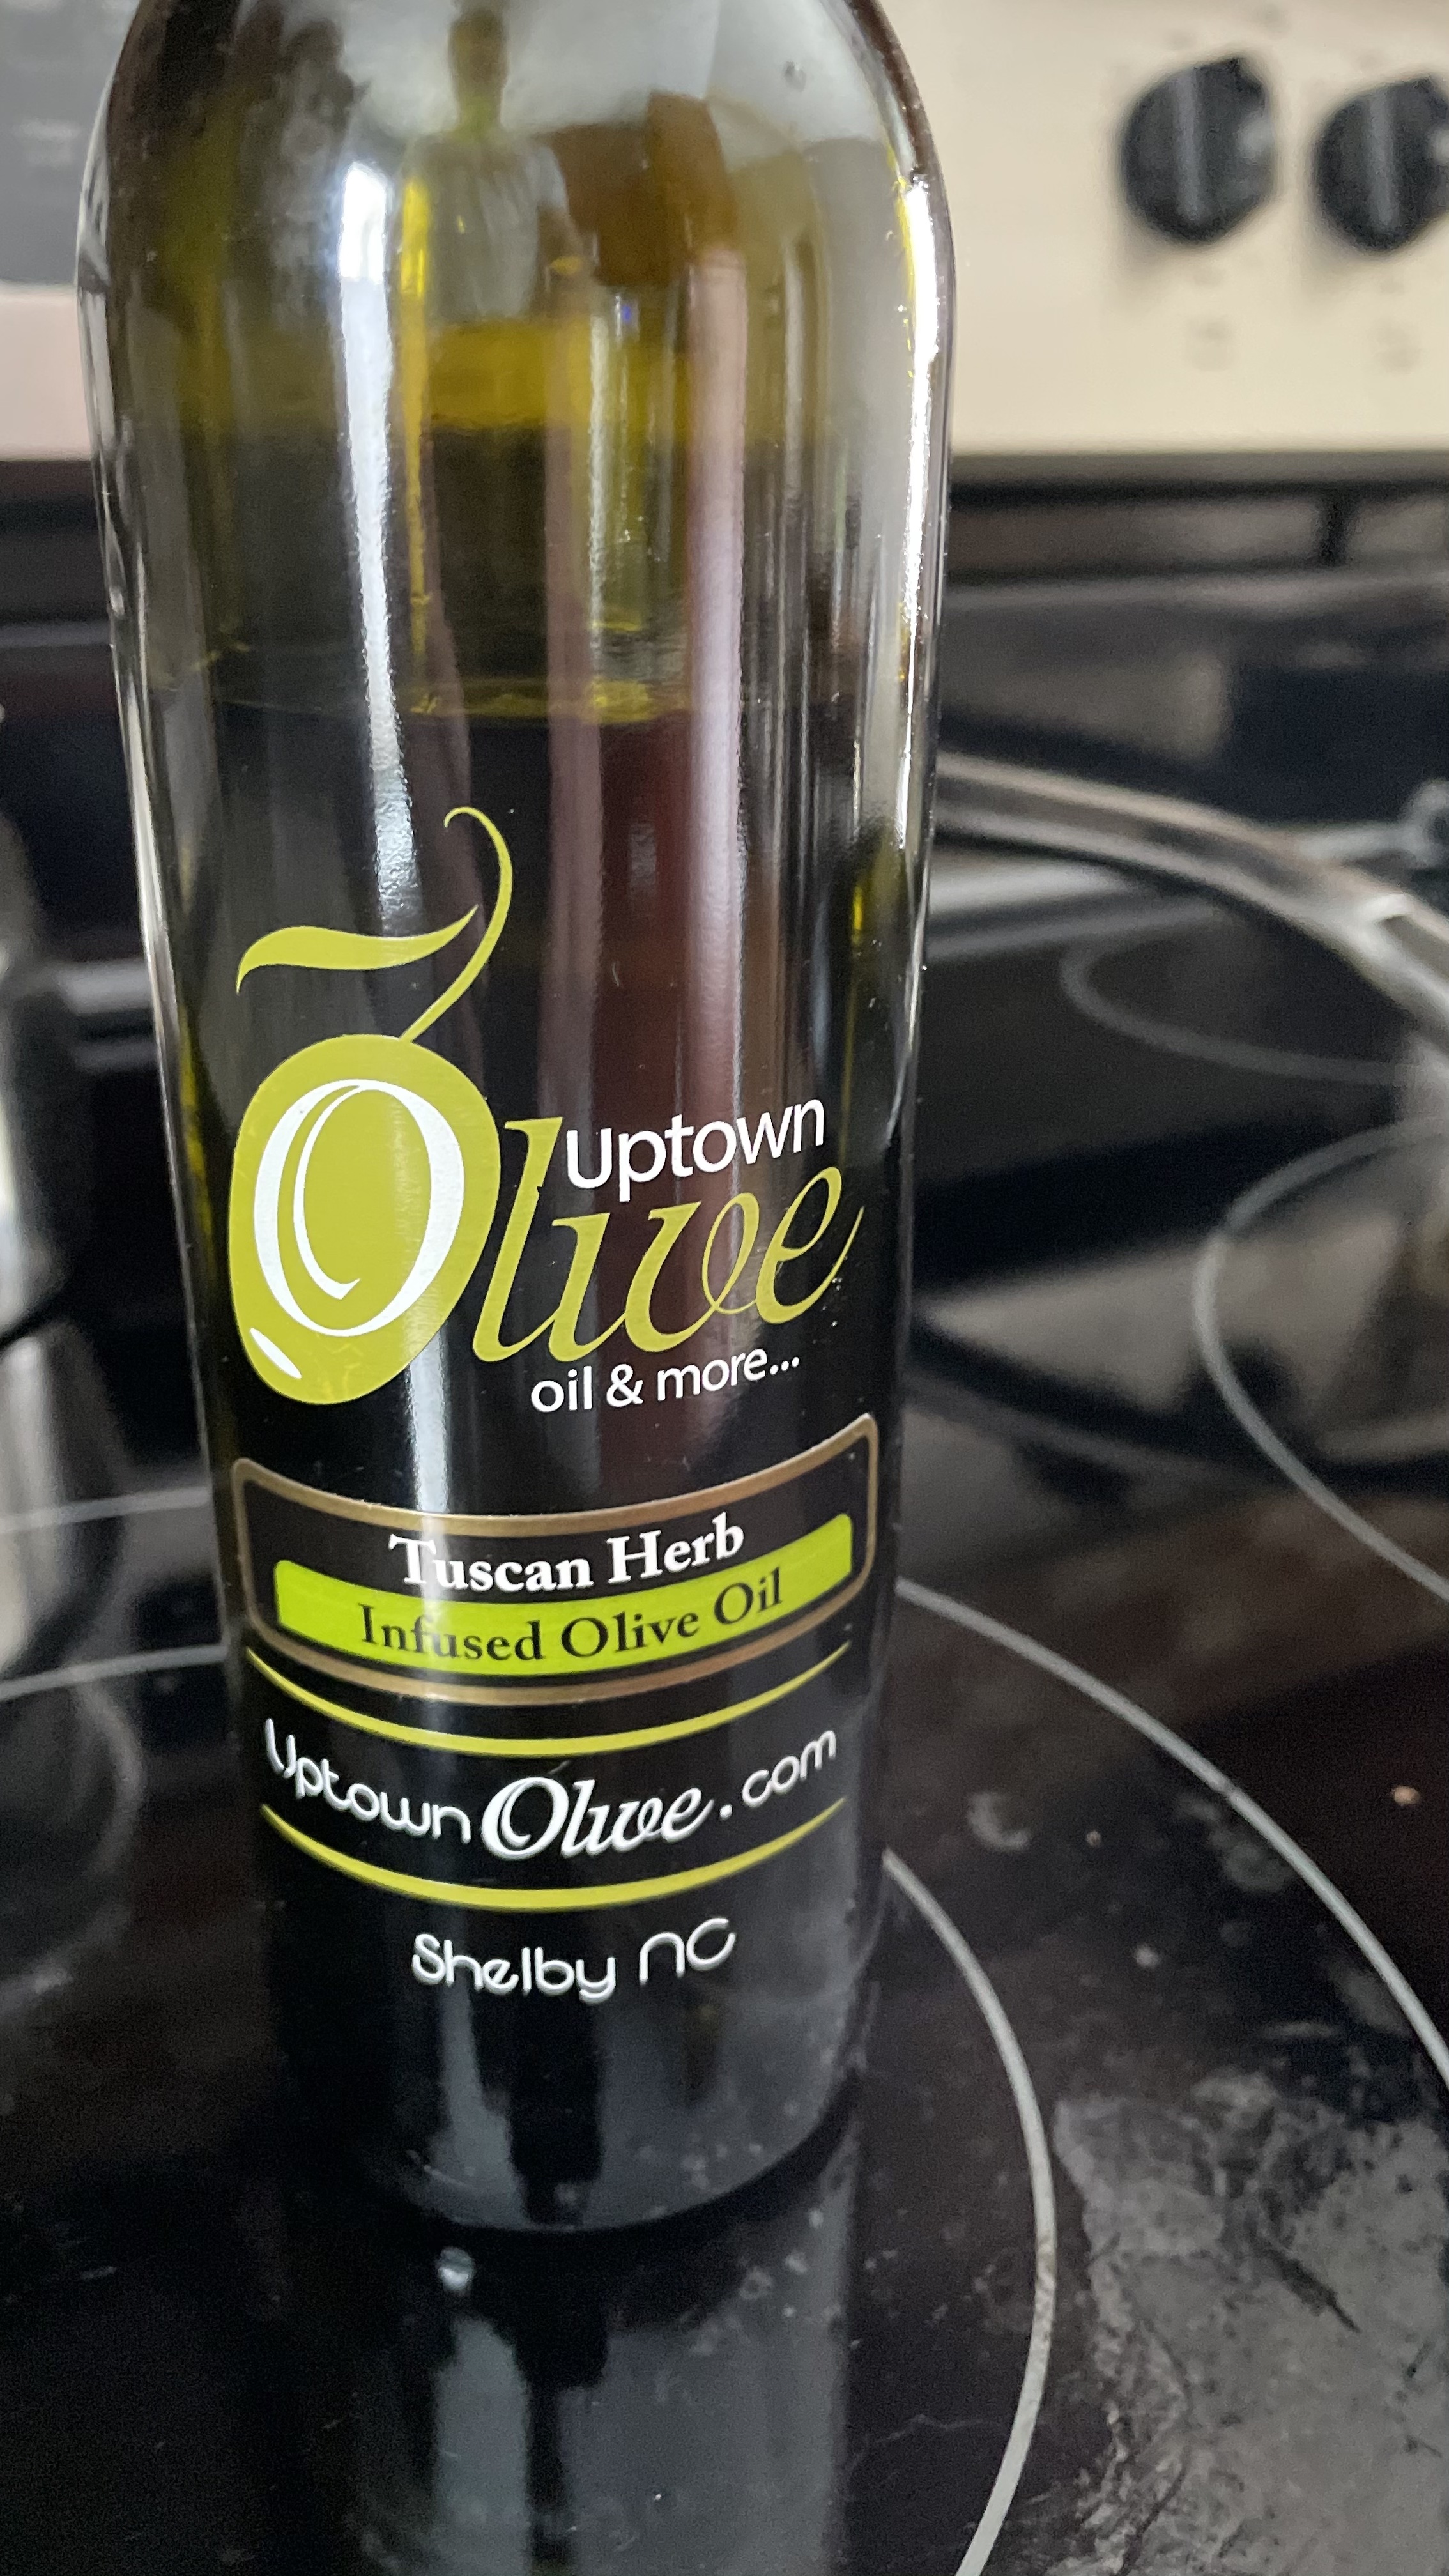 Uptown
Olive
oil & more...
Tuscan Herb
Infused Olive Oil
UptownOlive.com
Shelby NC